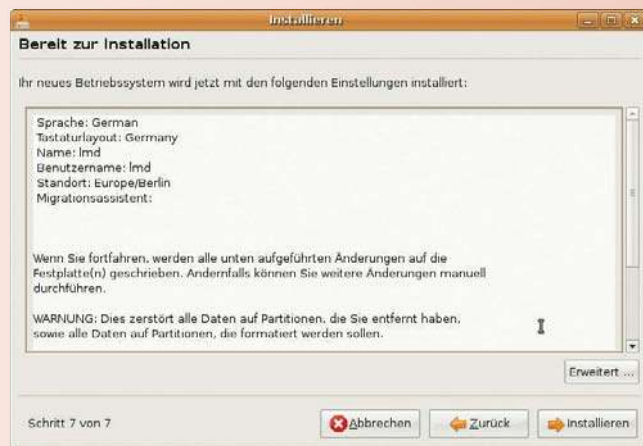 Installieren
Bereit zur Installation
Ihr neues Betriebssystem wird jetzt mit den folgenden Einstellungen installiert:
Sprache: German
Tastaturlayout: Germany
Name: lmd
Benutzername: lmd
Standort: Europe/Berlin
Migrationsassistent:
Wenn Sie fortfahren, werden alle unten aufgeführten Änderungen auf die
Festplatte(n) geschrieben. Andernfalls können Sie weitere Änderungen manuell
durchführen.
WARNUNG: Dies zerstört alle Daten auf Partitionen, die Sie entfernt haben,
sowie alle Daten auf Partitionen, die formatiert werden sollen.
Erweitert ...
Schritt 7 von 7
Abbrechen
Zurück
Installieren